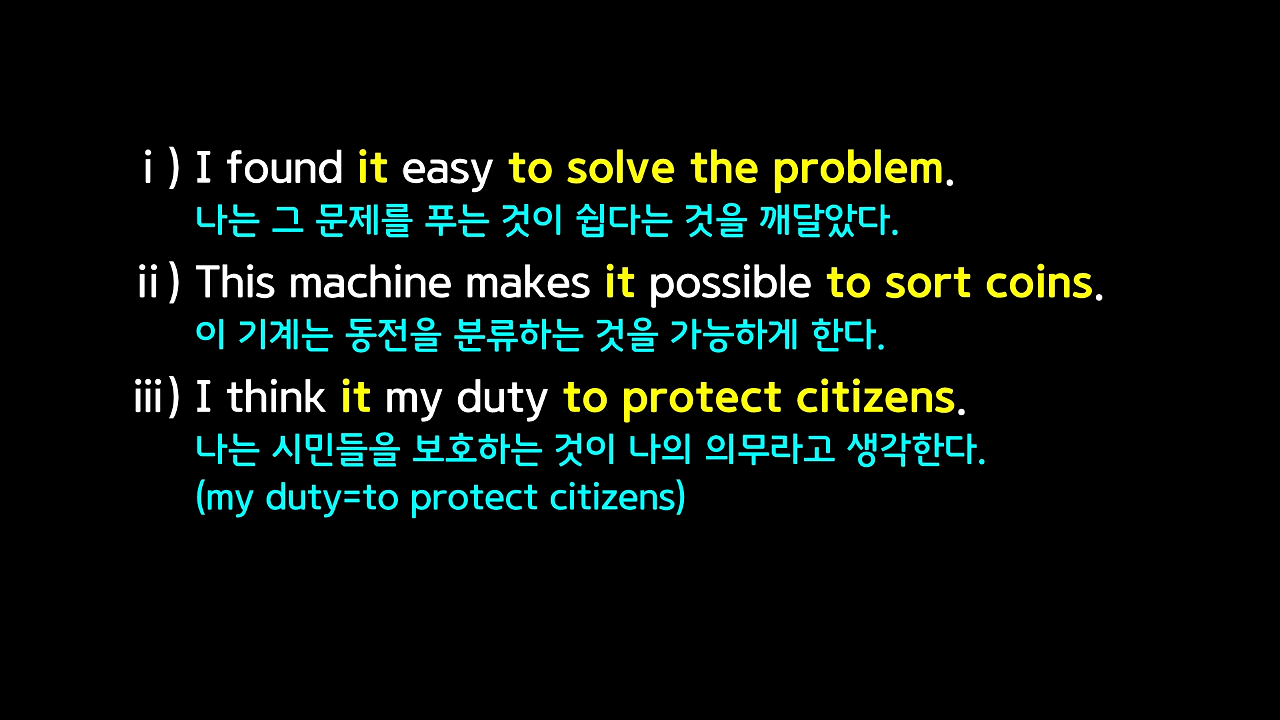 i) I found it easy to solve the problem.
나는 그 문제를 푸는 것이 쉽다는 것을 깨달았다.
ii) This machine makes it possible to sort coins.
이 기계는 동전을 분류하는 것을 가능하게 한다.
iii) I think it my duty to protect citizens.
나는 시민들을 보호하는 것이 나의 의무라고 생각한다.
(my duty=to protect citizens)